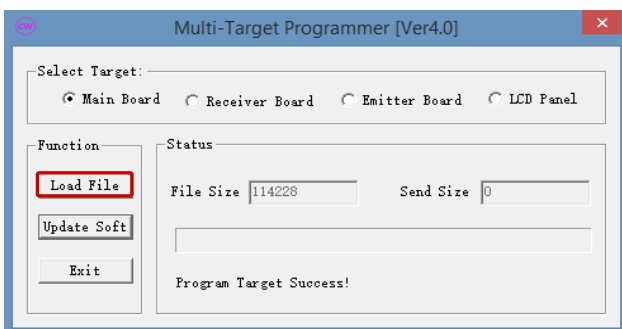 CW
Multi-Target Programmer [Ver4.0]
Select Target:
Main Board Receiver Board Emitter Board LCD Panel
Function
Status
Load File
File Size 114228 Send Size 0
Update Soft
Exit
Program Target Success!